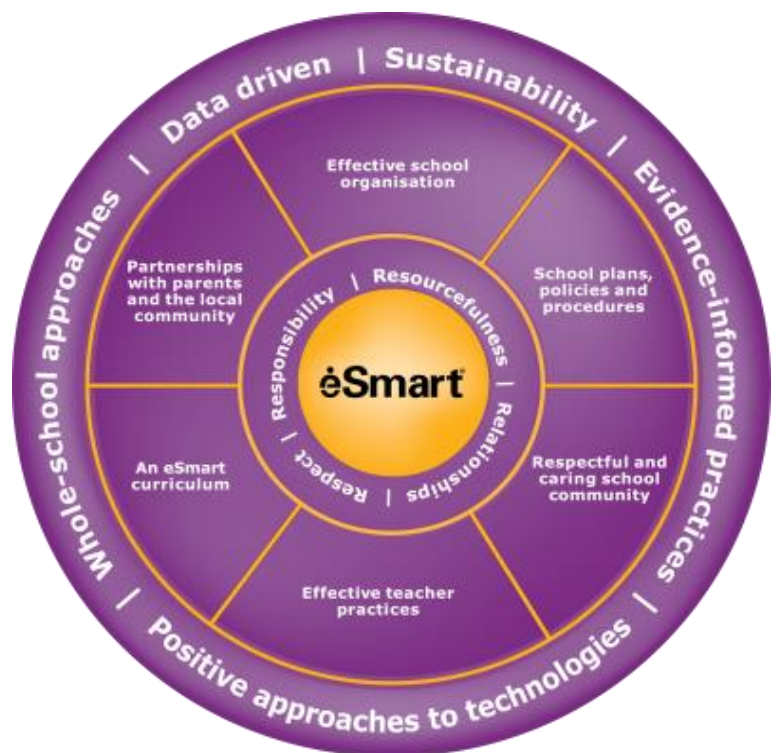 Whole-school approaches | Data driven | Sustainability | Evidence-informed practices | Positive approaches to technologies |
Effective school
organisation
School plans,
policies and
procedures
Respectful and
caring school
community
Effective teacher
practices
An eSmart
curriculum
Partnerships
with parents
and the local
community
Responsibility | Resourcefulness | Relationships | Respect |
eSmart®